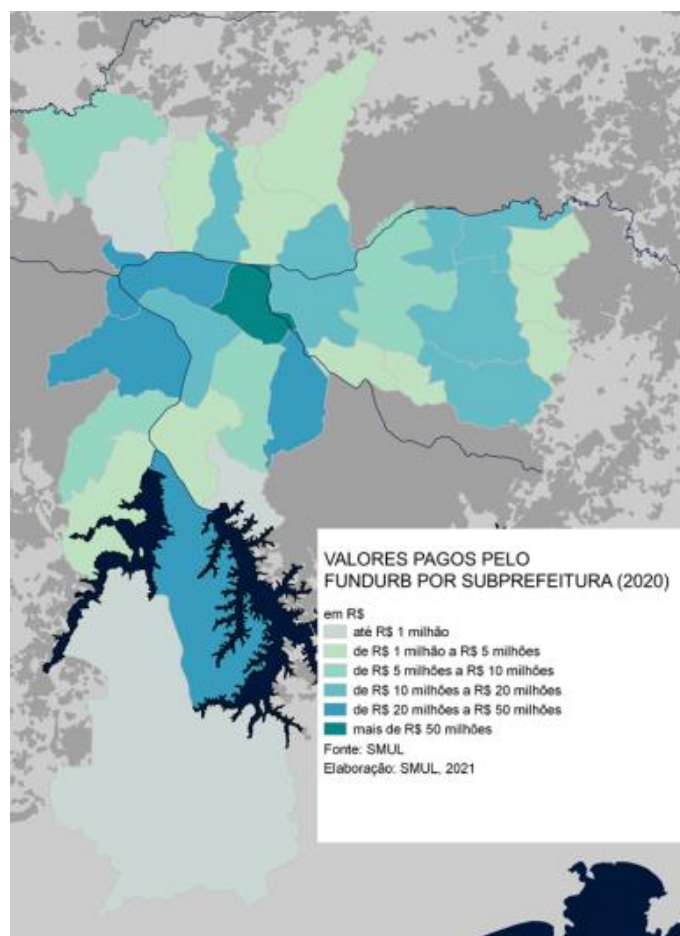 VALORES PAGOS PELO
FUNDURB POR SUBPREFEITURA (2020)
em R$
até R$ 1 milhão
de R$ 1 milhão a R$ 5 milhões
de R$ 5 milhões a R$ 10 milhões
de R$ 10 milhões a R$ 20 milhões
de R$ 20 milhões a R$ 50 milhões
mais de R$ 50 milhões
Fonte: SMUL
Elaboração: SMUL, 2021